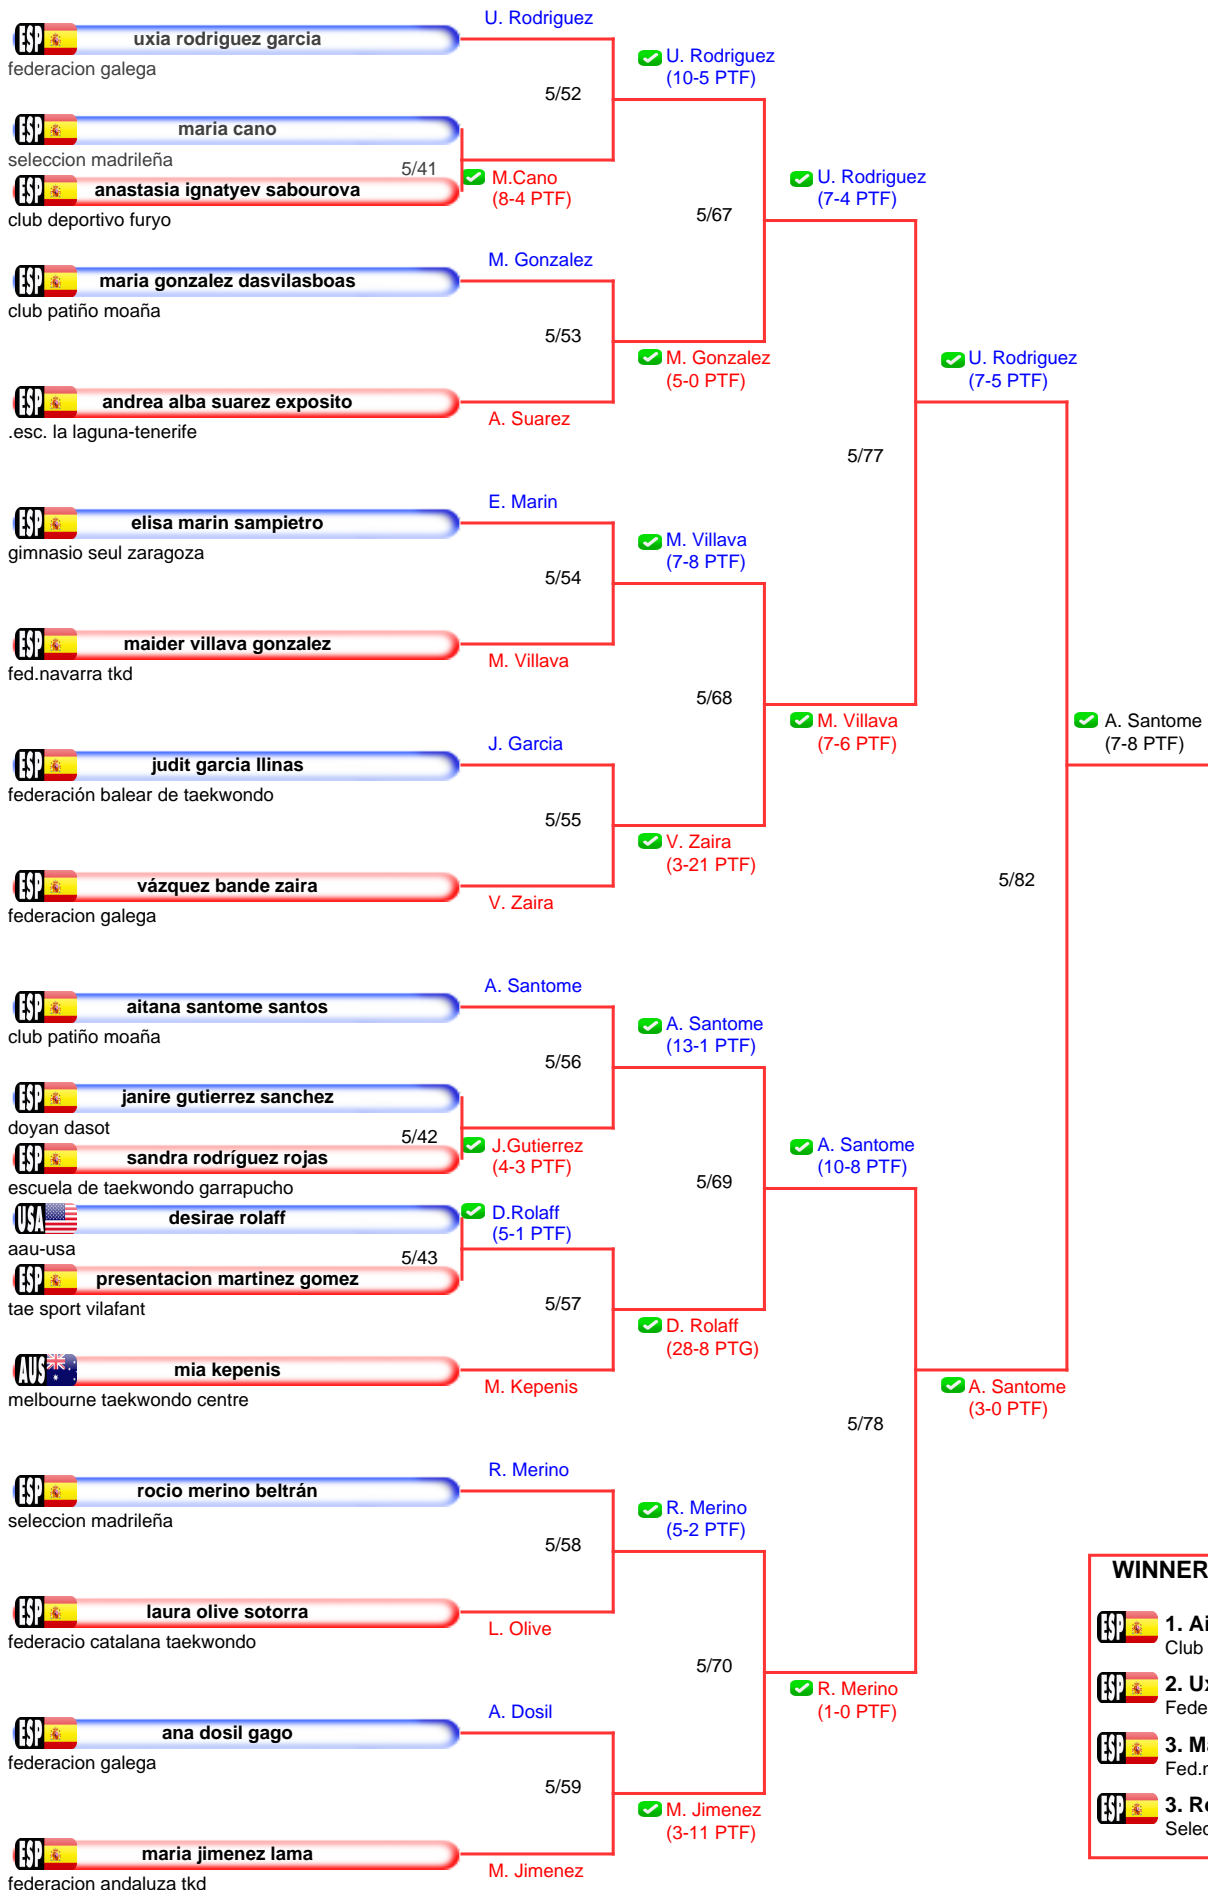 U. Rodriguez
ESP uxia rodriguez garcia
federacion galega
U. Rodriguez
(10-5 PTF)
5/52
ESP maria cano
seleccion madrileña
5/41
ESP anastasia ignatyev sabourova
club deportivo furyo
M.Cano
(8-4 PTF)
U. Rodriguez
(7-4 PTF)
5/67
M. Gonzalez
ESP maria gonzalez dasvilasboas
club patiño moaña
5/53
M. Gonzalez
(5-0 PTF)
ESP andrea alba suarez exposito
.esc. la laguna-tenerife
A. Suarez
U. Rodriguez
(7-5 PTF)
5/77
E. Marin
ESP elisa marin sampietro
gimnasio seul zaragoza
M. Villava
(7-8 PTF)
5/54
ESP maider villava gonzalez
fed.navarra tkd
M. Villava
5/68
M. Villava
(7-6 PTF)
A. Santome
(7-8 PTF)
J. Garcia
ESP judit garcia llinas
federación balear de taekwondo
5/55
V. Zaira
(3-21 PTF)
ESP vázquez bande zaira
federacion galega
V. Zaira
5/82
A. Santome
ESP aitana santome santos
club patiño moaña
A. Santome
(13-1 PTF)
5/56
ESP janire gutierrez sanchez
doyan dasot
5/42
ESP sandra rodríguez rojas
escuela de taekwondo garrapucho
J.Gutierrez
(4-3 PTF)
A. Santome
(10-8 PTF)
5/69
USA desirae rolaff
aau-usa
D.Rolaff
(5-1 PTF)
5/43
ESP presentacion martinez gomez
tae sport vilafant
5/57
D. Rolaff
(28-8 PTG)
AUS mia kepenis
melbourne taekwondo centre
M. Kepenis
A. Santome
(3-0 PTF)
5/78
R. Merino
ESP rocio merino beltrán
seleccion madrileña
R. Merino
(5-2 PTF)
5/58
ESP laura olive sotorra
federacio catalana taekwondo
L. Olive
5/70
R. Merino
(1-0 PTF)
A. Dosil
ESP ana dosil gago
federacion galega
5/59
M. Jimenez
(3-11 PTF)
ESP maria jimenez lama
federacion andaluza tkd
M. Jimenez
WINNER
ESP 1. Ai
Club
ESP 2. Ux
Fede
ESP 3. Ma
ESP 3. Ro
Selec